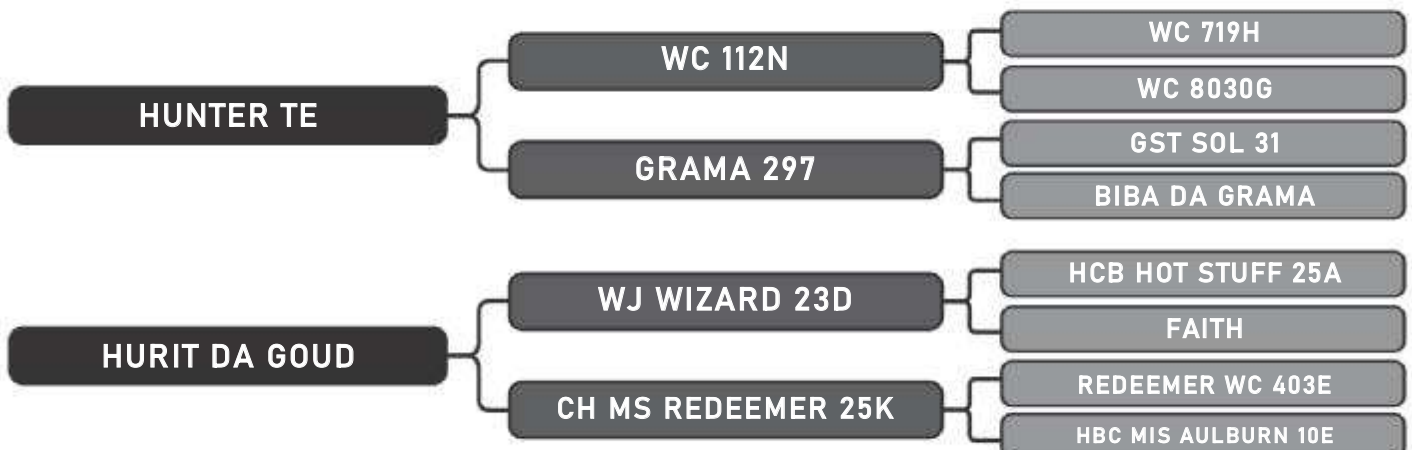 HUNTER TE
WC 112N
GRAMA 297
WC 719H
WC 8030G
GST SOL 31
BIBA DA GRAMA
HURIT DA GOUD
WJ WIZARD 23D
CH MS REDEEMER 25K
HCB HOT STUFF 25A
FAITH
REDEEMER WC 403E
HBC MIS AULBURN 10E